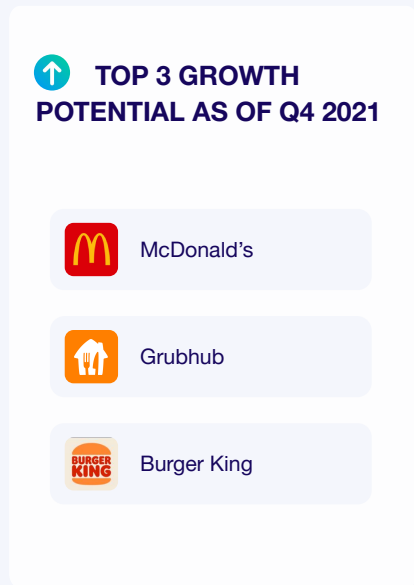 TOP 3 GROWTH
POTENTIAL AS OF Q4 2021
McDonald’s
Grubhub
BURGER
KING
Burger King